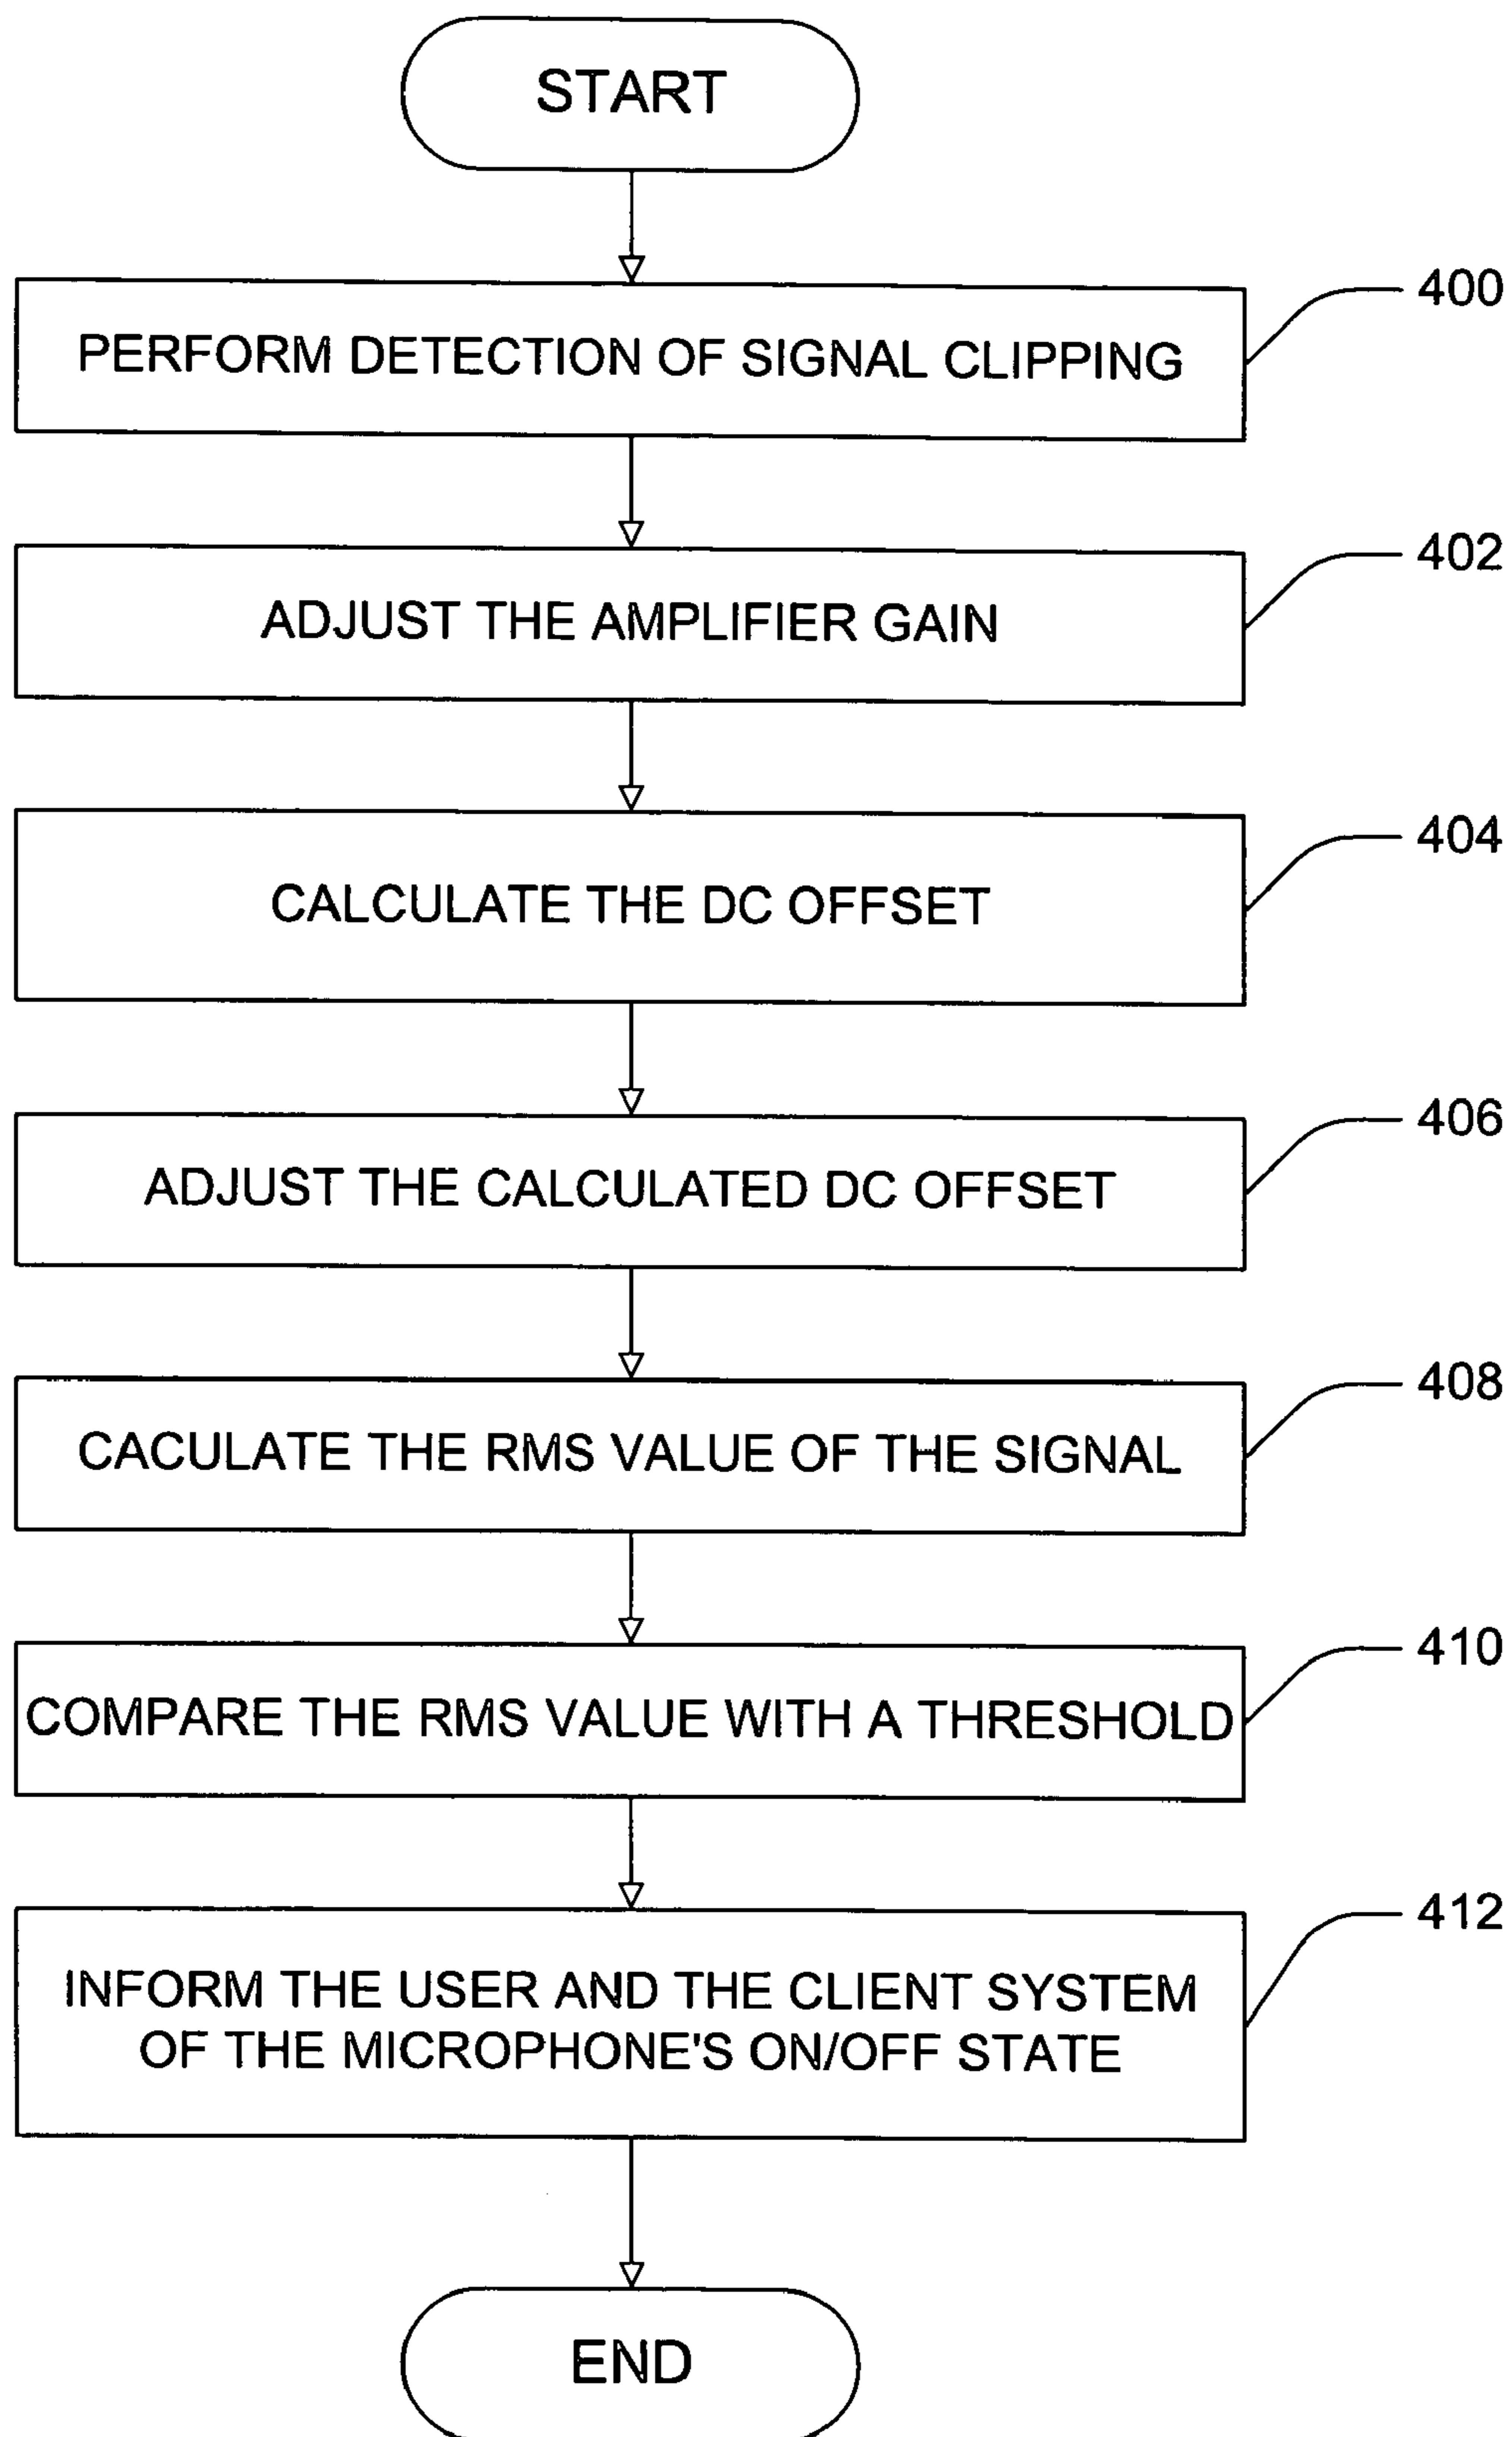 START
400
PERFORM DETECTION OF SIGNAL CLIPPING
402
ADJUST THE AMPLIFIER GAIN
404
CALCULATE THE DC OFFSET
406
ADJUST THE CALCULATED DC OFFSET
408
CACULATE THE RMS VALUE OF THE SIGNAL
410
COMPARE THE RMS VALUE WITH A THRESHOLD
412
INFORM THE USER AND THE CLIENT SYSTEM
OF THE MICROPHONE'S ON/OFF STATE
END